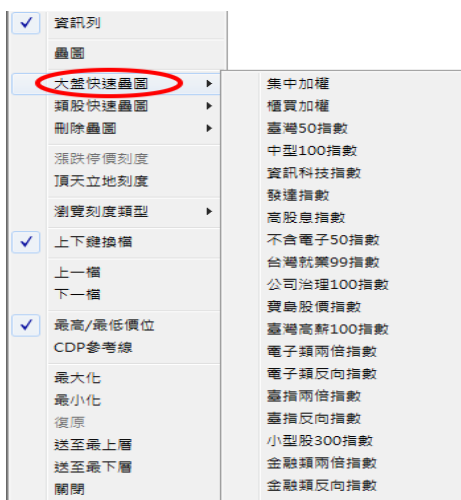 資訊列
疊圖
大盤快速疊圖
類股快速疊圖
刪除疊圖
漲跌停價刻度
頂天立地刻度
瀏覽刻度類型
上下鍵換檔
上一檔
下一檔
最高/最低價位
CDP參考線
最大化
最小化
復原
送至最上層
送至最下層
關閉
集中加權
櫃買加權
臺灣50指數
中型100指數
資訊科技指數
發達指數
高股息指數
不含電子50指數
台灣就業99指數
公司治理100指數
寶島股價指數
臺灣高薪100指數
電子類兩倍指數
電子類反向指數
臺指兩倍指數
臺指反向指數
小型股300指數
金融類兩倍指數
金融類反向指數